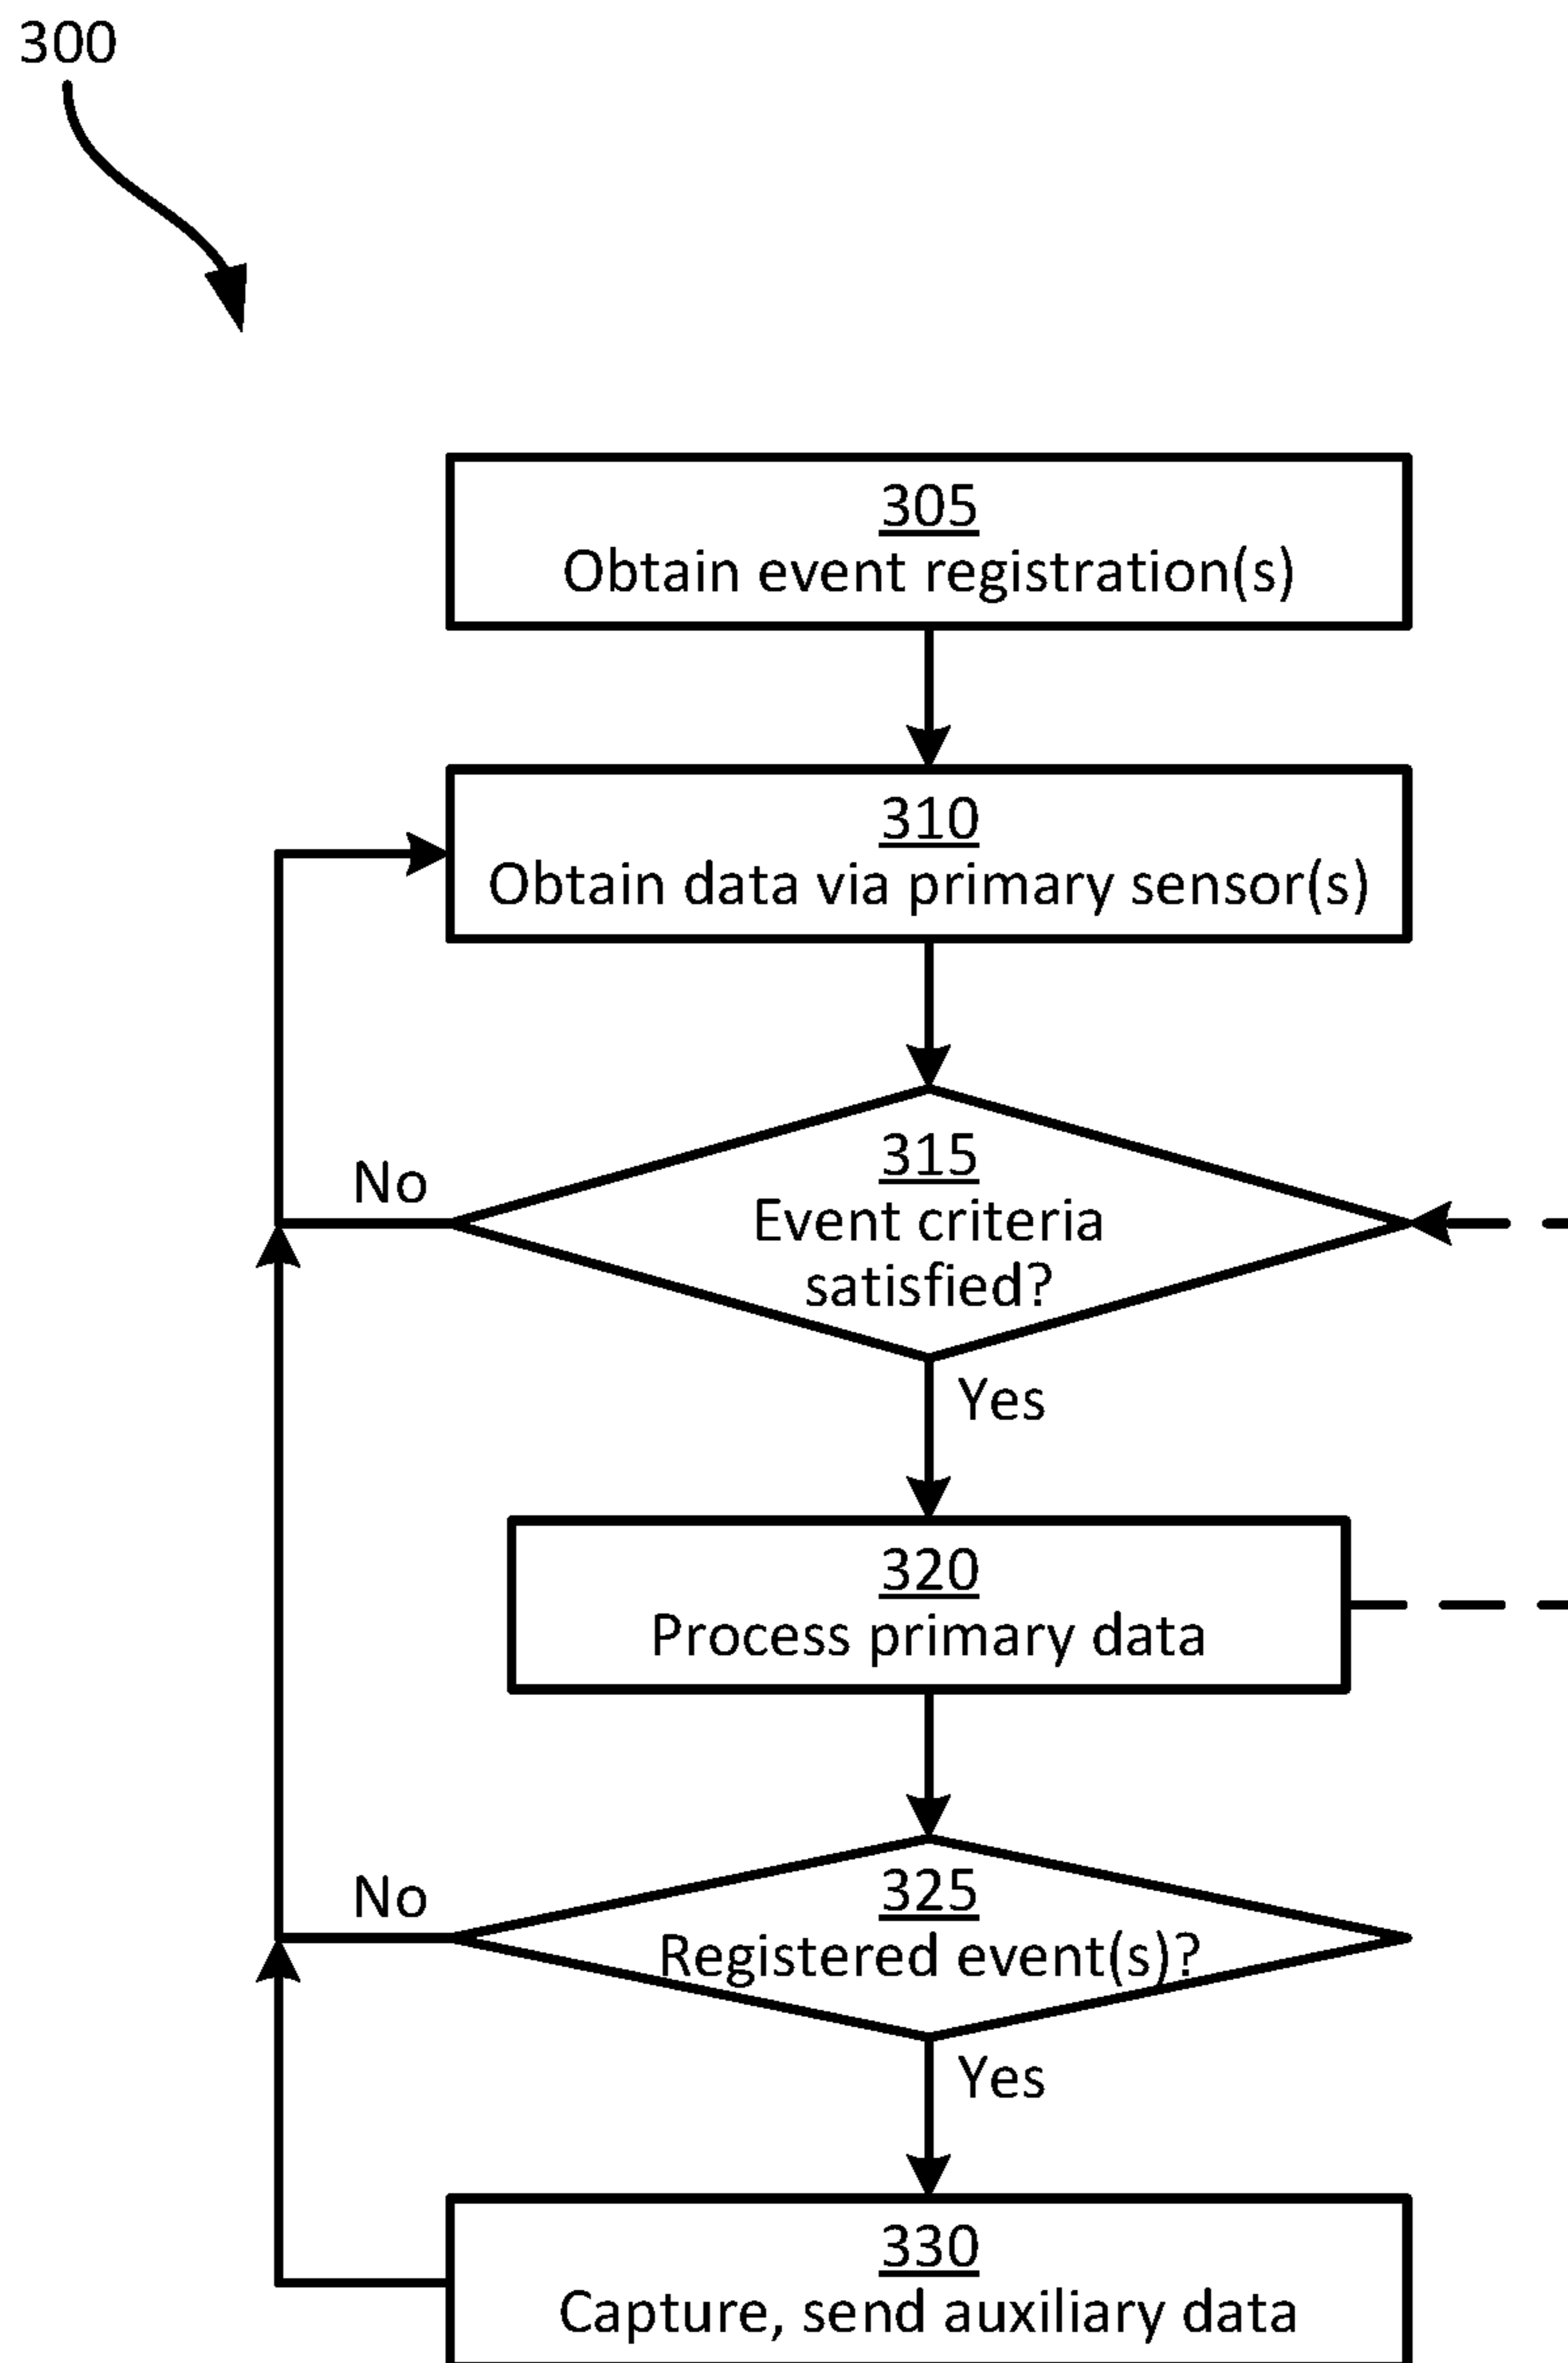 300
305
Obtain event registration(s)
310
Obtain data via primary sensor(s)
315
Event criteria
satisfied?
No
Yes
320
Process primary data
325
Registered event(s)?
No
Yes
330
Capture, send auxiliary data